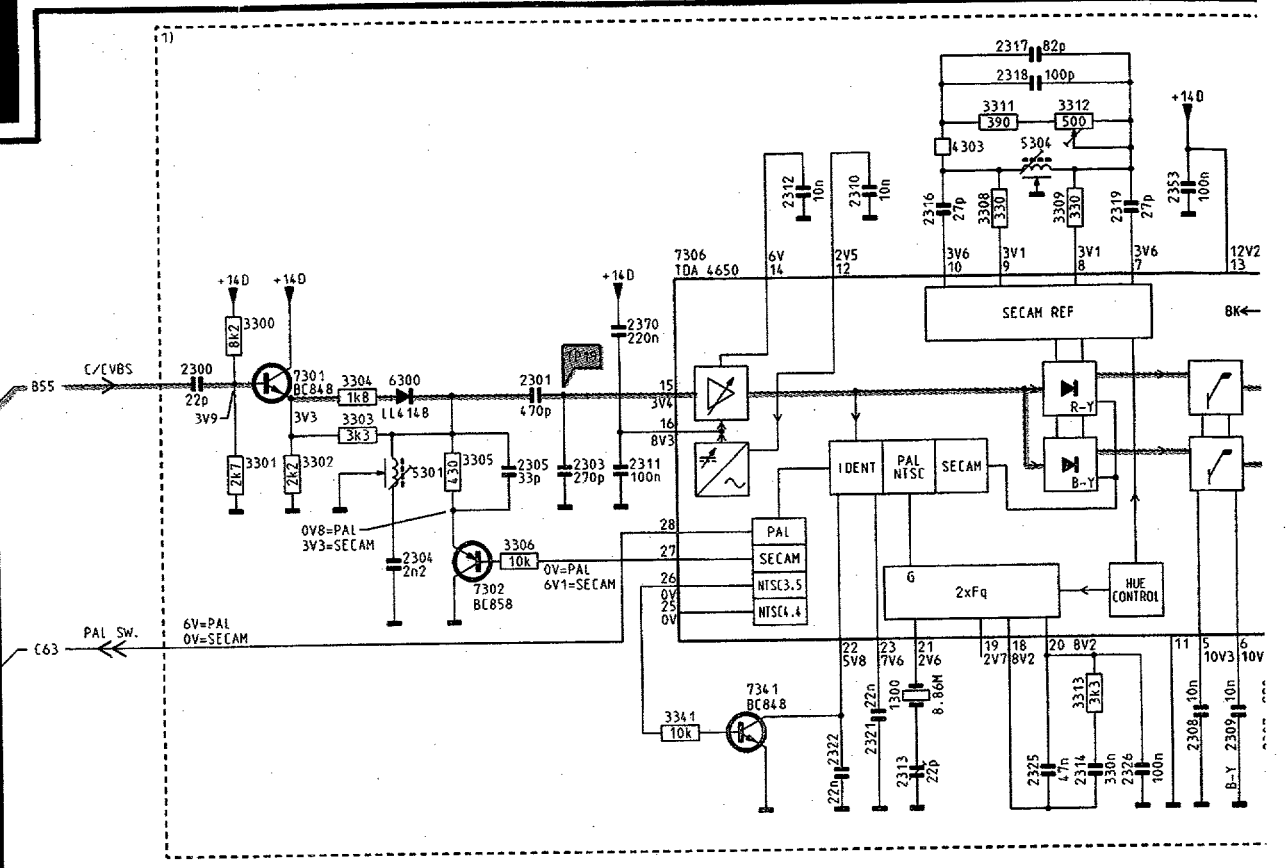 1)
2317 82p
2318 100p
3311 3312
390 500
+14D
4303
5304
2312 10n
2310 10n
2316 27p
3308 330
3309 330
2319 27p
2353 100n
7306
TDA 4650
6V 2V5 3V6 3V1 3V1 3V6 12V2
14 12 10 9 8 7 13
SECAM REF
BK
+14D
+14D +14D
3300
8k2
2370
220n
C/CVBS
B55
2300
22p
3V9
7301
BC848
3304
1k8
6300
LL4148
2301
470p
15
3V4
R-Y
3V3
3303
3k3
16
8V3
3301
2k7
3302
2k2
5301
3305
430
2305
33p
2303
270p
2311
100n
IDENT
PAL
NTSC
SECAM
B-Y
0V8=PAL
3V3=SECAM
2304
2n2
3306
10k
0V=PAL
6V1=SECAM
7302
BC858
28
27
26
0V
25
0V
PAL
SECAM
NTSC3.5
NTSC4.4
G
2xFq
HUE
CONTROL
6V=PAL
0V=SECAM
PAL SW.
C63
22 23 21 19 18 20 8V2 11 5 6
5V8 7V6 2V6 2V7 8V2 10V3 10V
7341
BC848
3341
10k
2322 22n
2321 22n
1300 8.86M
2313 22p
3313 3k3
2325 47n
2314 330n
2326 100n
2308 10n
B-Y 2309 10n